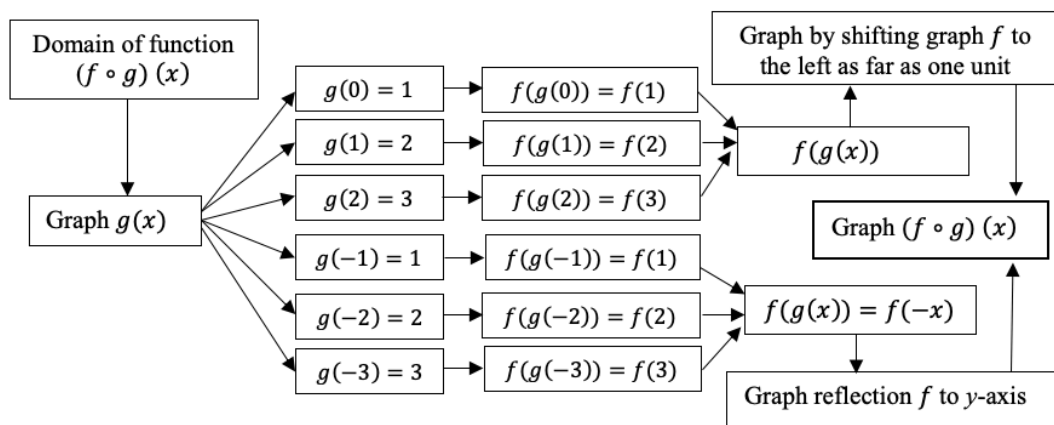 Domain of function
(f ∘ g) (x)
Graph g(x)
g(0) = 1
g(1) = 2
g(2) = 3
g(−1) = 1
g(−2) = 2
g(−3) = 3
f(g(0)) = f(1)
f(g(1)) = f(2)
f(g(2)) = f(3)
f(g(−1)) = f(1)
f(g(−2)) = f(2)
f(g(−3)) = f(3)
f(g(x))
f(g(x)) = f(−x)
Graph by shifting graph f to
the left as far as one unit
Graph (f ∘ g) (x)
Graph reflection f to y-axis